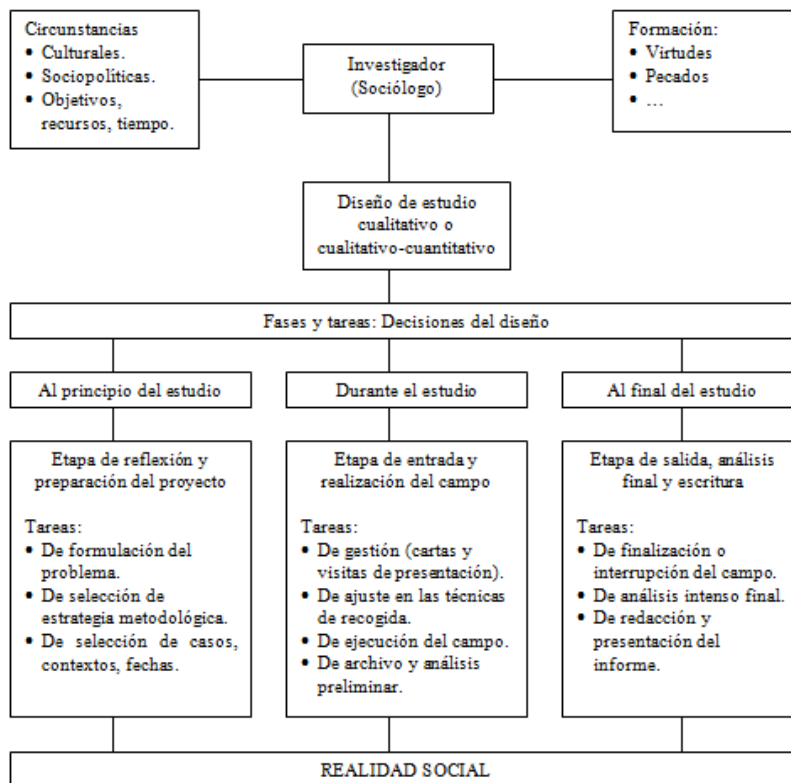 Circunstancias
• Culturales.
• Sociopolíticas.
• Objetivos,
recursos, tiempo.
Investigador
(Sociólogo)
Formación:
• Virtudes
• Pecados
• ...
Diseño de estudio
cualitativo o
cualitativo-cuantitativo
Fases y tareas: Decisiones del diseño
Al principio del estudio
Durante el estudio
Al final del estudio
Etapa de reflexión y
preparación del proyecto
Tareas:
• De formulación del
problema.
• De selección de
estrategia metodológica.
• De selección de casos,
contextos, fechas.
Etapa de entrada y
realización del campo
Tareas:
• De gestión (cartas y
visitas de presentación).
• De ajuste en las técnicas
de recogida.
• De ejecución del campo.
• De archivo y análisis
preliminar.
Etapa de salida, análisis
final y escritura
Tareas:
• De finalización o
interrupción del campo.
• De análisis intenso final.
• De redacción y
presentación del
informe.
REALIDAD SOCIAL